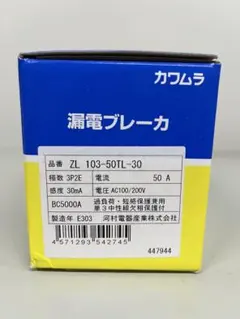 カワムラ
漏電ブレーカ
品番 ZL 103-50TL-30
極数 3P2E 電流 50 A
感度 30mA 電圧 AC100/200V
BC5000A 過負荷・短絡保護兼用
単3中性線欠相保護付
製造年 E303 河村電器産業株式会社
4571293542745
447944